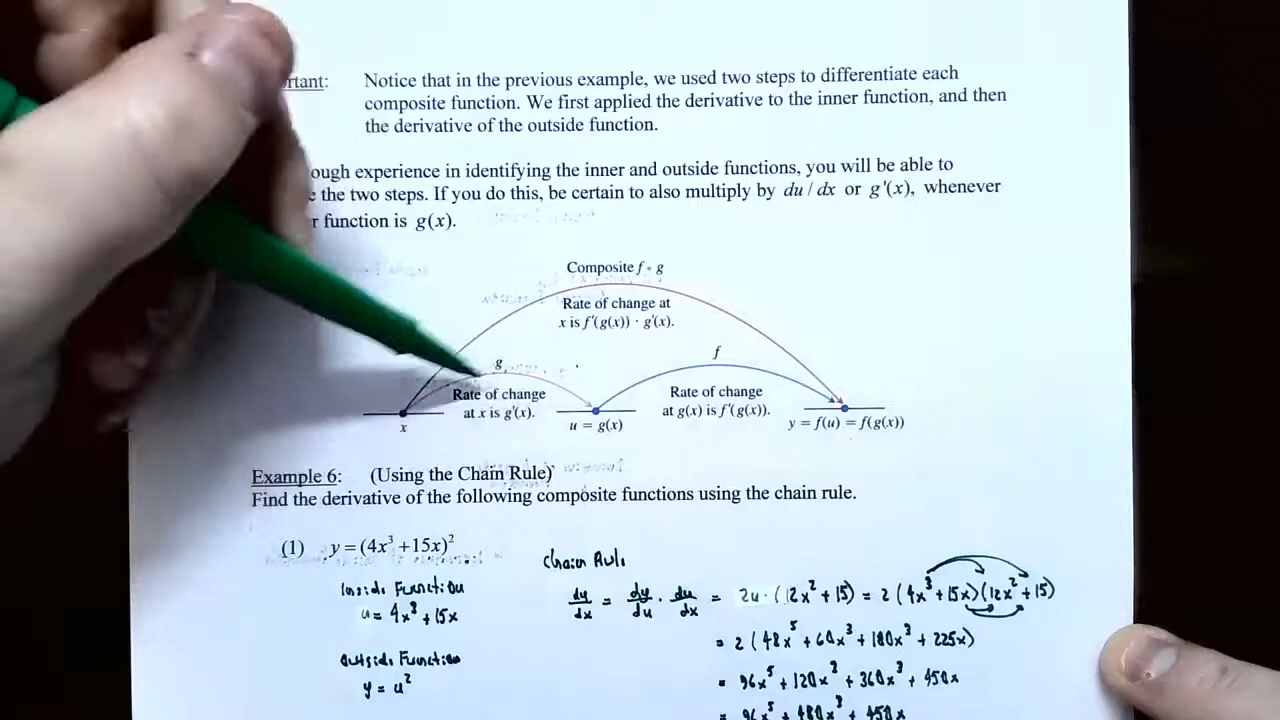 rtant: Notice that in the previous example, we used two steps to differentiate each
composite function. We first applied the derivative to the inner function, and then
the derivative of the outside function.
ough experience in identifying the inner and outside functions, you will be able to
the two steps. If you do this, be certain to also multiply by du / dx or g'(x), whenever
r function is g(x).
Composite f ∘ g
Rate of change at
x is f'(g(x)) · g'(x).
g
f
Rate of change
at x is g'(x).
Rate of change
at g(x) is f'(g(x)).
x
u = g(x)
y = f(u) = f(g(x))
Example 6: (Using the Chain Rule)
Find the derivative of the following composite functions using the chain rule.
(1) y = (4x³ + 15x)²
Chain Rule
Inside Function
u = 4x³ + 15x
dy/dx = dy/du · du/dx = 2u · (12x² + 15) = 2(4x³ + 15x)(12x² + 15)
= 2(48x⁵ + 60x³ + 180x³ + 225x)
Outside Function
y = u²
= 96x⁵ + 120x³ + 360x³ + 450x
= 96x⁵ + 480x³ + 450x